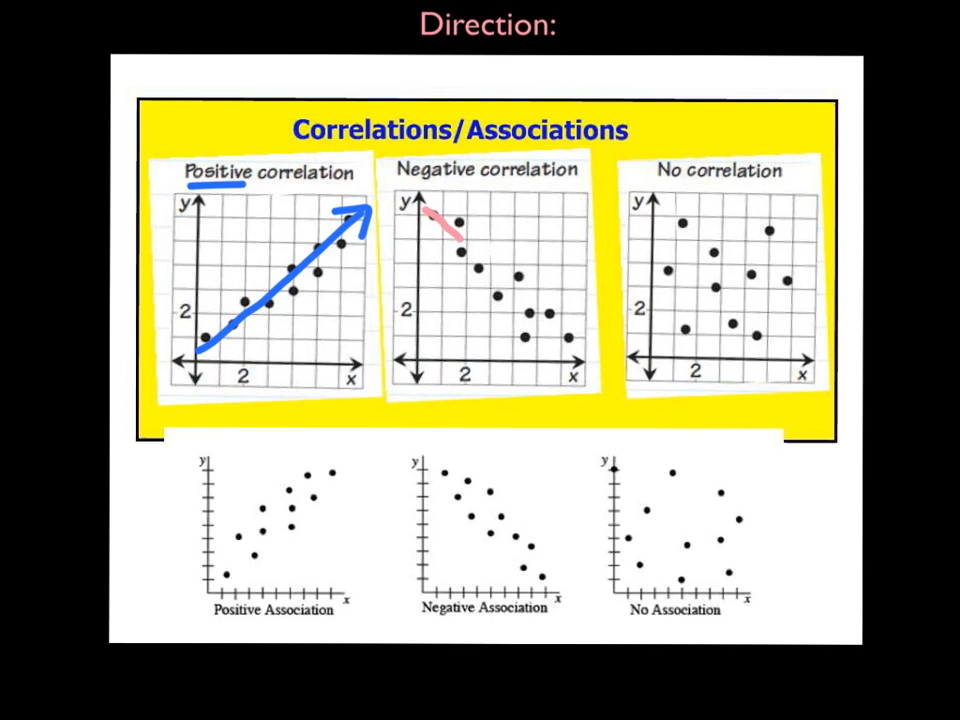 Direction:
Correlations/Associations
Positive correlation
y
2
2
x
Negative correlation
y
2
2
x
No correlation
y
2
2
x
y
x
Positive Association
y
x
Negative Association
y
x
No Association